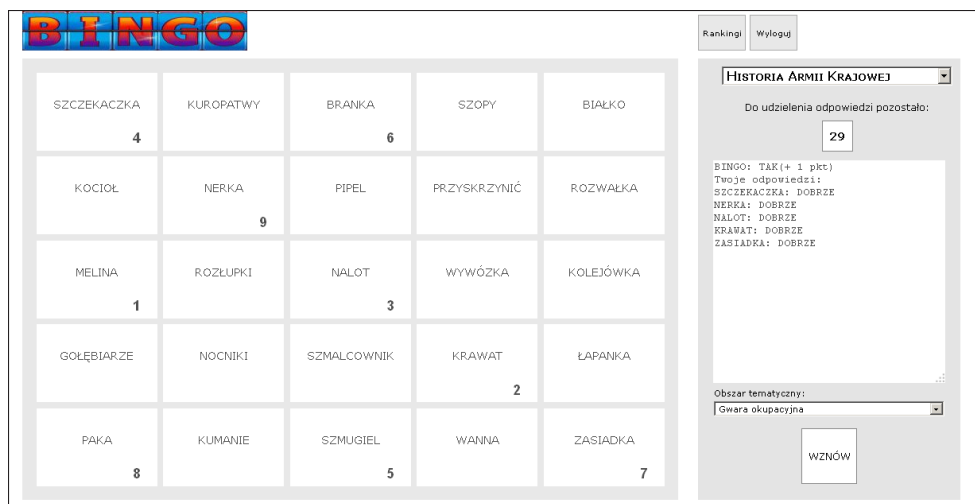 BINGO
Rankingi Wyloguj
SZCZEKACZKA KUROPATWY BRANKA SZOPY BIAŁKO
4 6
KOCIOŁ NERKA PIPEL PRZYSKRZYNIĆ ROZWAŁKA
9
MELINA ROZŁUPKI NALOT WYWÓZKA KOLEJÓWKA
1 3
GOŁĘBIARZE NOCNIKI SZMALCOWNIK KRAWAT ŁAPANKA
2
PAKA KUMANIE SZMUGIEL WANNA ZASIADKA
8 5 7
HISTORIA ARMII KRAJOWEJ
Do udzielenia odpowiedzi pozostało:
29
BINGO: TAK(+ 1 pkt)
Twoje odpowiedzi:
SZCZEKACZKA: DOBRZE
NERKA: DOBRZE
NALOT: DOBRZE
KRAWAT: DOBRZE
ZASIADKA: DOBRZE
Obszar tematyczny:
Gwara okupacyjna
WZNÓW